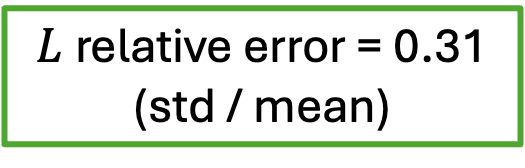 L relative error = 0.31
(std / mean)